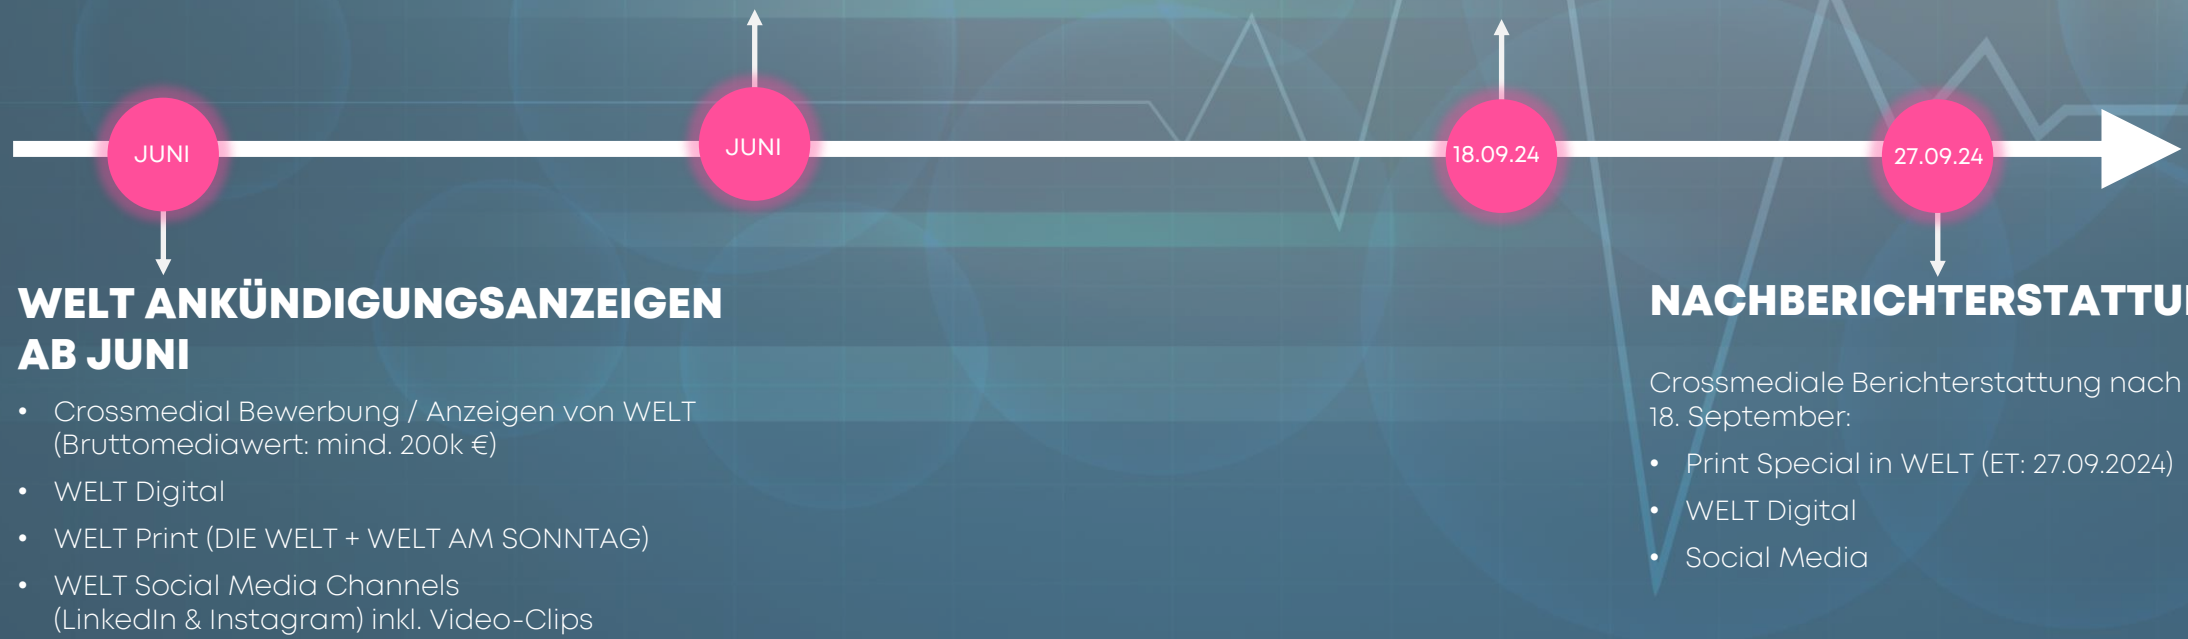 JUNI
JUNI
18.09.24
27.09.24
WELT ANKÜNDIGUNGSANZEIGEN
AB JUNI
• Crossmedial Bewerbung / Anzeigen von WELT
(Bruttomediawert: mind. 200k €)
• WELT Digital
• WELT Print (DIE WELT + WELT AM SONNTAG)
• WELT Social Media Channels
(LinkedIn & Instagram) inkl. Video-Clips
Crossmediale Berichterstattung nach
18. September:
• Print Special in WELT (ET: 27.09.2024)
• WELT Digital
• Social Media